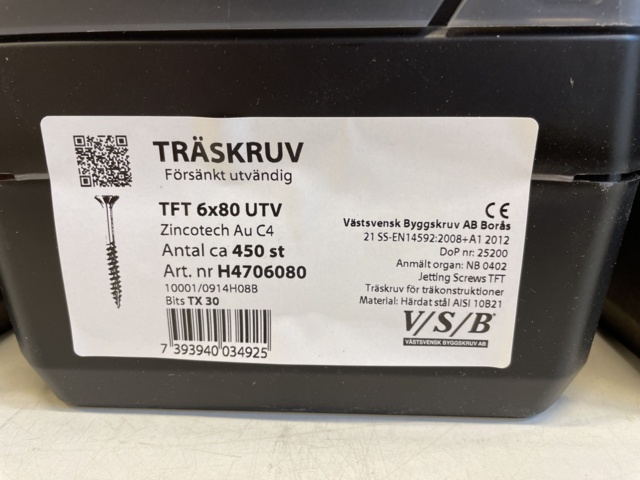 TRÄSKRUV
Försänkt utvändig
TFT 6x80 UTV
Zincotech Au C4
Antal ca 450 st
Art. nr H4706080
10001/0914H08B
Bits TX 30
7 393940 034925
CE
Västsvensk Byggskruv AB Borås
21 SS-EN14592:2008+A1 2012
DoP nr: 25200
Anmält organ: NB 0402
Jetting Screws TFT
Träskruv för träkonstruktioner
Material: Härdat stål AISI 10B21
V/S/B®
VÄSTSVENSK BYGGSKRUV AB